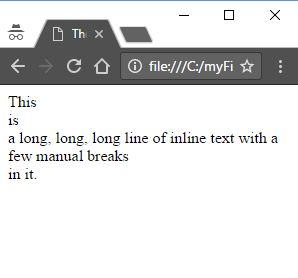 The
file:///C:/myFi
This
is
a long, long, long line of inline text with a
few manual breaks
in it.